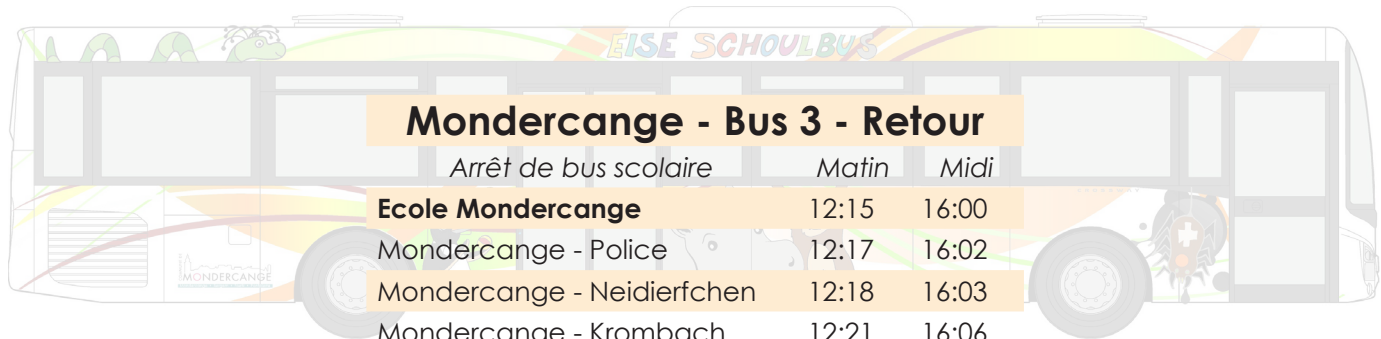 EISE SCHOULBUS
Mondercange - Bus 3 - Retour
Arrêt de bus scolaire Matin Midi
Ecole Mondercange 12:15 16:00
Mondercange - Police 12:17 16:02
Mondercange - Neidierfchen 12:18 16:03
MONDERCANGE
Mondercange - Krombach 12:21 16:06